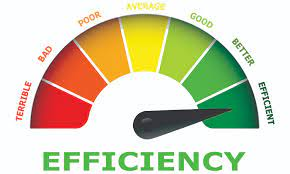 TERRIBLE
BAD
POOR
AVERAGE
GOOD
BETTER
EFFICIENT
EFFICIENCY